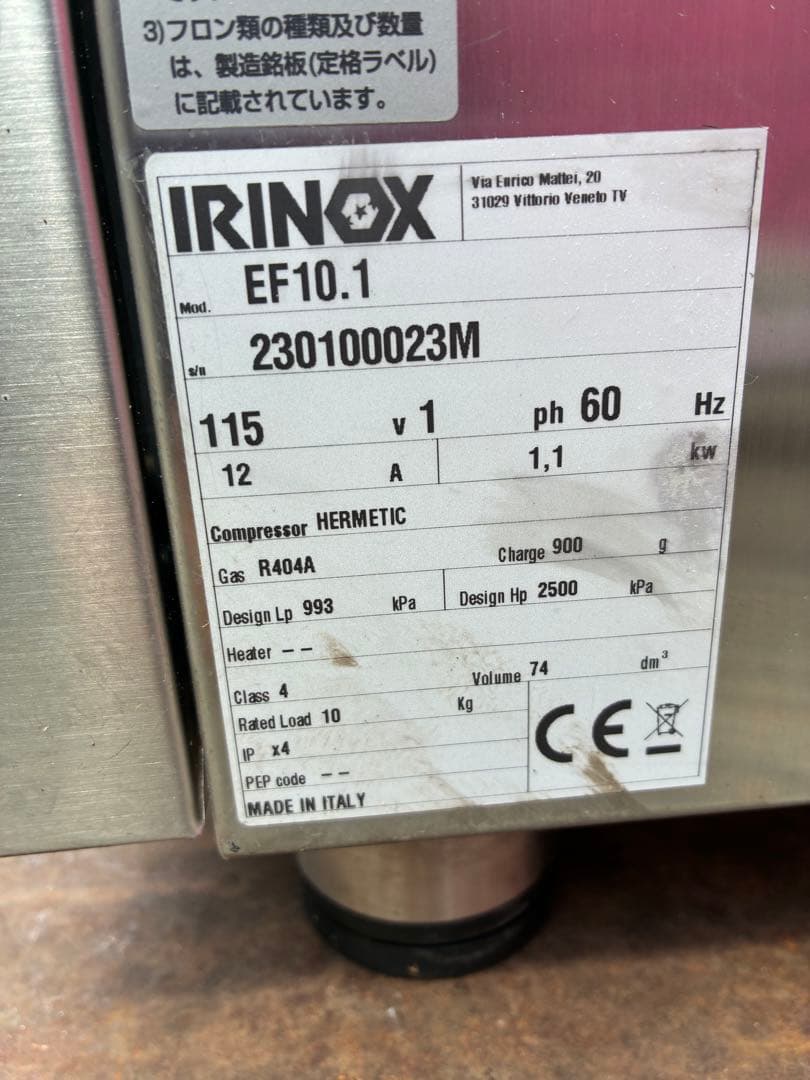 3)フロン類の種類及び数量
は、製造銘板(定格ラベル)
に記載されています。
IRINOX
Via Enrico Mattei, 20
31029 Vittorio Veneto TV
Mod. EF10.1
s/n 230100023M
115 v 1 ph 60 Hz
12 A 1,1 kw
Compressor HERMETIC
Gas R404A Charge 900 g
Design Lp 993 kPa Design Hp 2500 kPa
Heater --
Class 4 Volume 74 dm³
Rated Load 10 Kg
IP x4
PEP code --
MADE IN ITALY
CE